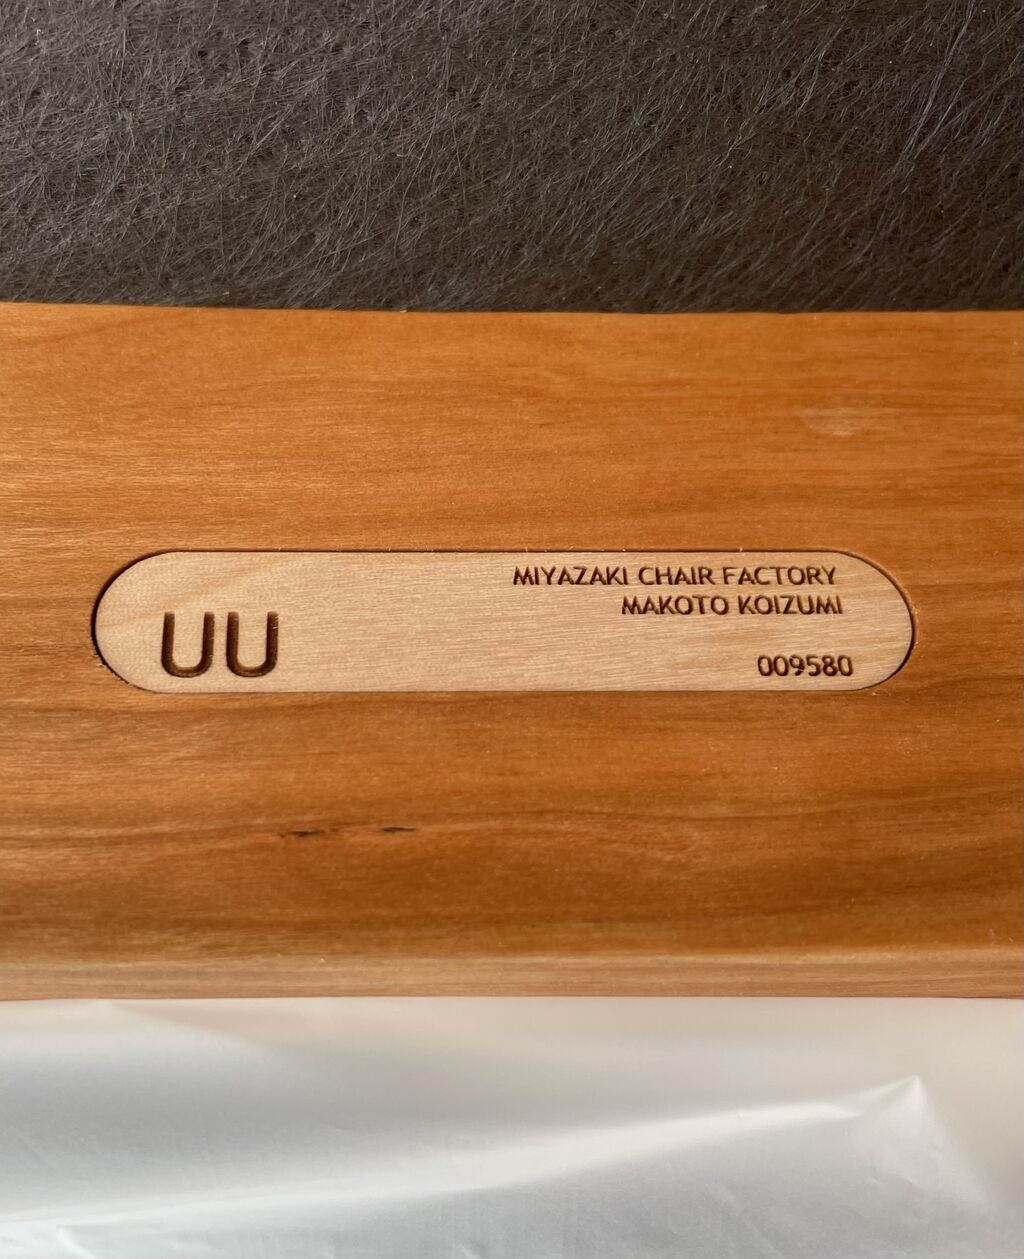 UU
MIYAZAKI CHAIR FACTORY
MAKOTO KOIZUMI
009580